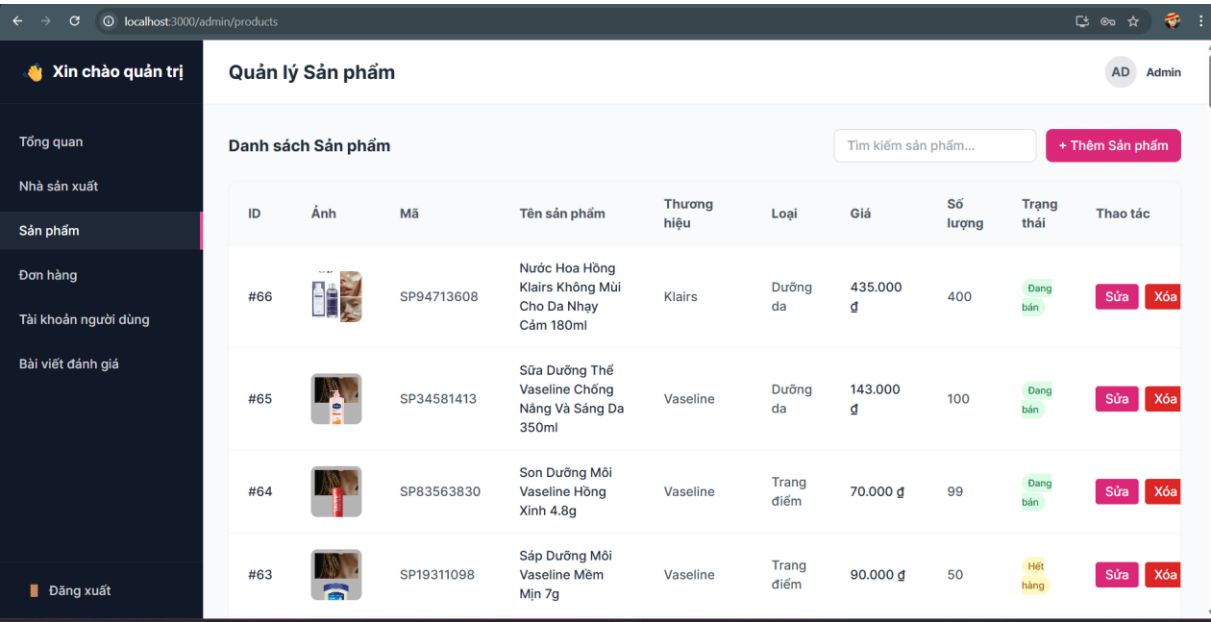 localhost:3000/admin/products
Xin chào quản trị
Quản lý Sản phẩm
AD Admin
Tổng quan
Nhà sản xuất
Sản phẩm
Đơn hàng
Tài khoản người dùng
Bài viết đánh giá
Đăng xuất
Danh sách Sản phẩm
Tìm kiếm sản phẩm...
+ Thêm Sản phẩm
ID Ảnh Mã Tên sản phẩm Thương hiệu Loại Giá Số lượng Trạng thái Thao tác
#66 SP94713608 Nước Hoa Hồng Klairs Không Mùi Cho Da Nhạy Cảm 180ml Klairs Dưỡng da 435.000 ₫ 400 Đang bán Sửa Xóa
#65 SP34581413 Sữa Dưỡng Thể Vaseline Chống Nắng Và Sáng Da 350ml Vaseline Dưỡng da 143.000 ₫ 100 Đang bán Sửa Xóa
#64 SP83563830 Son Dưỡng Môi Vaseline Hồng Xinh 4.8g Vaseline Trang điểm 70.000 ₫ 99 Đang bán Sửa Xóa
#63 SP19311098 Sáp Dưỡng Môi Vaseline Mềm Mịn 7g Vaseline Trang điểm 90.000 ₫ 50 Hết hàng Sửa Xóa